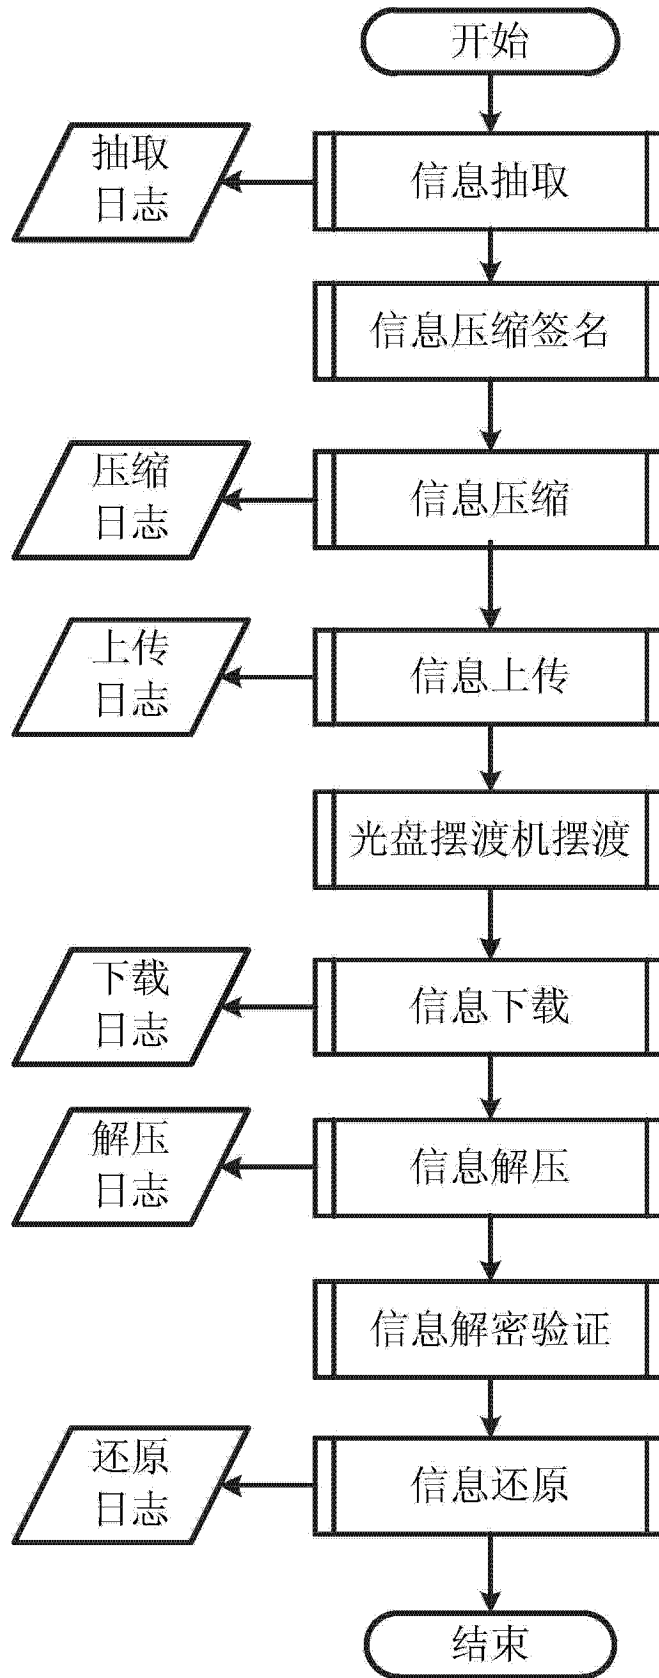 开始
抽取
日志
信息抽取
信息压缩签名
压缩
日志
信息压缩
上传
日志
信息上传
光盘摆渡机摆渡
下载
日志
信息下载
解压
日志
信息解压
信息解密验证
还原
日志
信息还原
结束